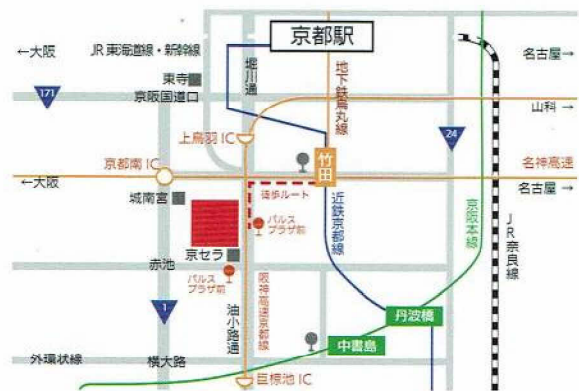 京都駅
←大阪
JR東海道線・新幹線
名古屋→
東寺
堀川通
地下鉄烏丸線
171
京阪国道口
山科→
上鳥羽IC
24
京都南IC
竹田
名神高速
←大阪
名古屋→
徒歩ルート
城南宮
パルス
プラザ前
近鉄京都線
京阪本線
JR奈良線
京セラ
赤池
パルス
プラザ前
阪神高速京都線
油小路通
1
丹波橋
中書島
外環状線
横大路
巨椋池IC